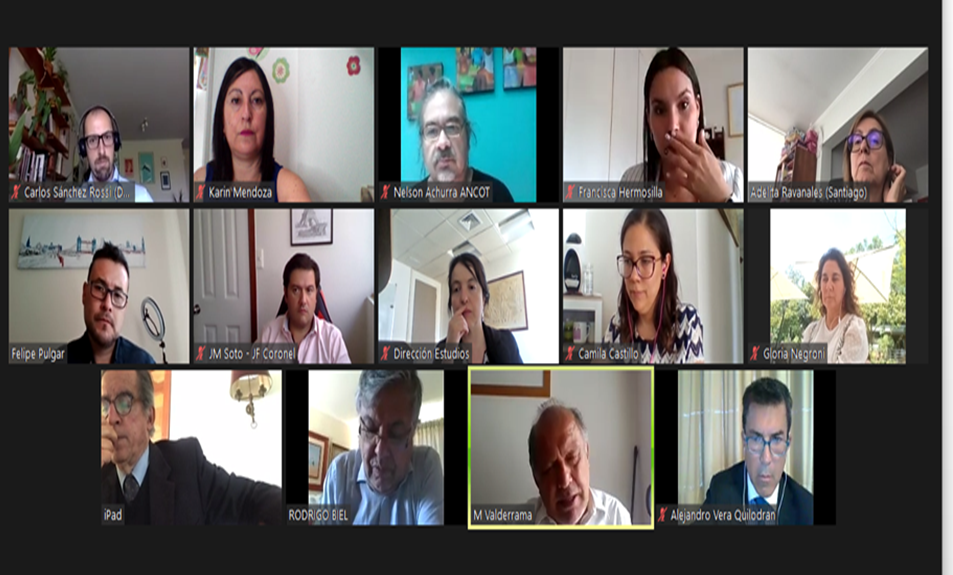 Carlos Sánchez Rossi (D...
Karin Mendoza
Nelson Achurra ANCOT
Francisca Hermosilla
Adelita Ravanales (Santiago)
Felipe Pulgar
JM Soto - JF Coronel
Dirección Estudios
Camila Castillo
Gloria Negroni
iPad
RODRIGO BIEL
M Valderrama
Alejandro Vera Quilodran